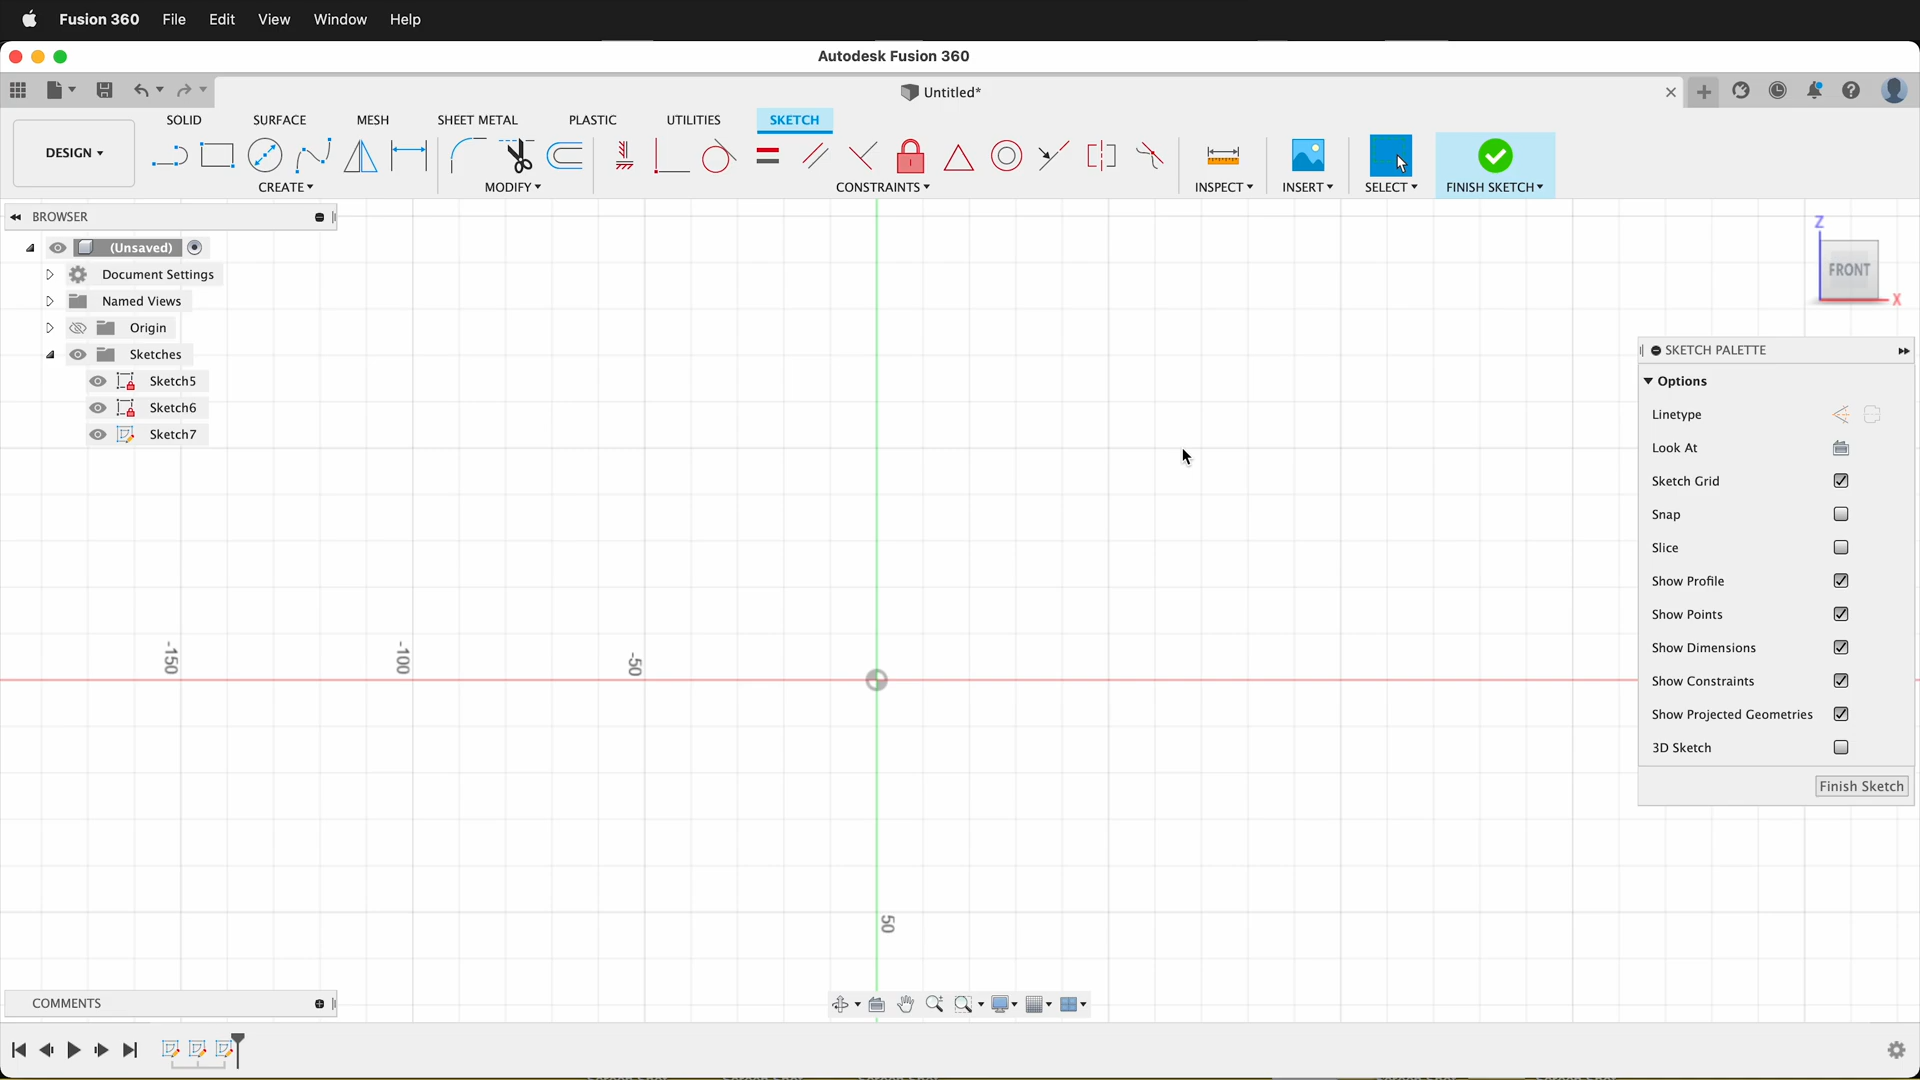 Fusion 360 File Edit View Window Help
Autodesk Fusion 360
Untitled*
SOLID SURFACE MESH SHEET METAL PLASTIC UTILITIES SKETCH
DESIGN
CREATE MODIFY CONSTRAINTS INSPECT INSERT SELECT FINISH SKETCH
BROWSER
(Unsaved)
Document Settings
Named Views
Origin
Sketches
Sketch5
Sketch6
Sketch7
Z
FRONT
X
SKETCH PALETTE
Options
Linetype
Look At
Sketch Grid
Snap
Slice
Show Profile
Show Points
Show Dimensions
Show Constraints
Show Projected Geometries
3D Sketch
Finish Sketch
-150
-100
-50
50
COMMENTS